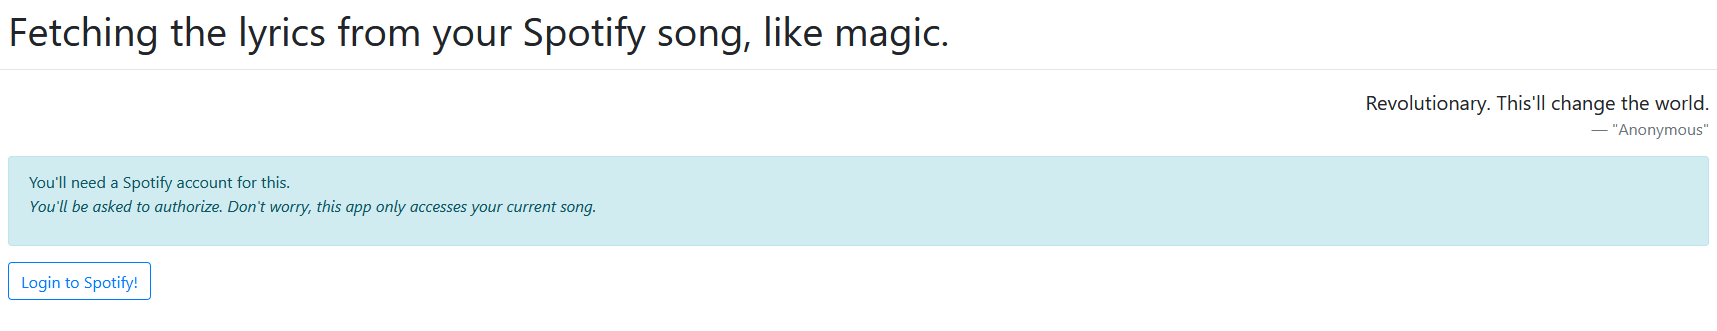 Fetching the lyrics from your Spotify song, like magic.
Revolutionary. This'll change the world.
— "Anonymous"
You'll need a Spotify account for this.
You'll be asked to authorize. Don't worry, this app only accesses your current song.
Login to Spotify!